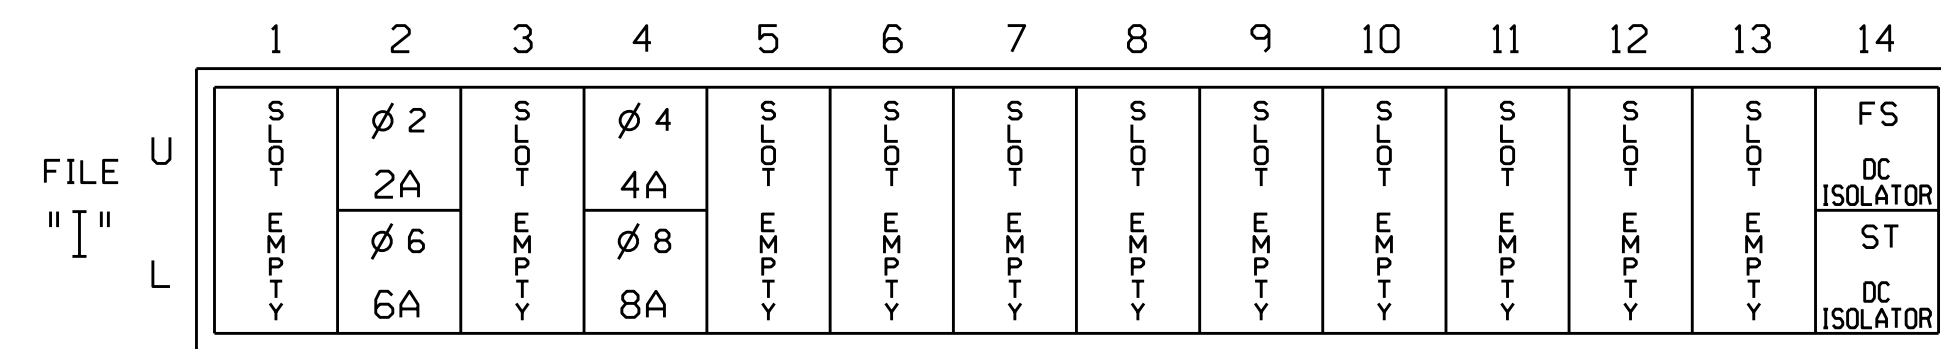 1 2 3 4 5 6 7 8 9 10 11 12 13 14
FILE "I"
U
L
SLOT EMPTY
Ø 2
2A
Ø 6
6A
SLOT EMPTY
Ø 4
4A
Ø 8
8A
SLOT EMPTY
SLOT EMPTY
SLOT EMPTY
SLOT EMPTY
SLOT EMPTY
SLOT EMPTY
SLOT EMPTY
SLOT EMPTY
SLOT EMPTY
FS
DC
ISOLATOR
ST
DC
ISOLATOR